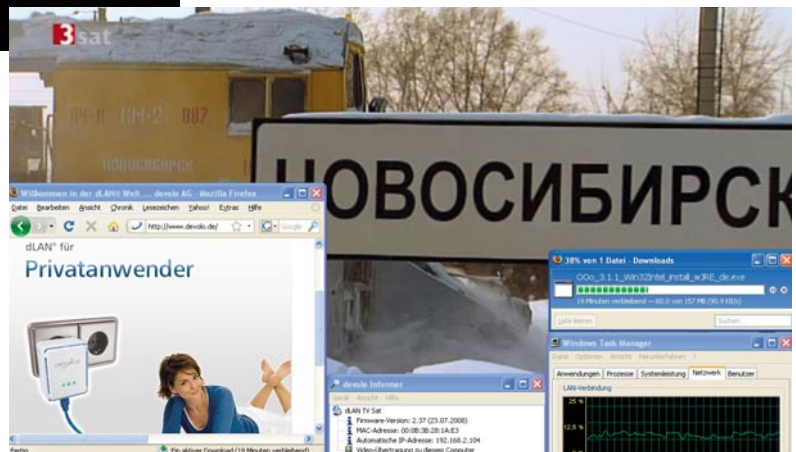 3sat
887
НОВОСИБИРСК
НОВОСИБИРСК
Willkommen in der dLAN® Welt .... devolo AG - Mozilla Firefox
Datei Bearbeiten Ansicht Chronik Lesezeichen Yahoo! Extras Hilfe
http://www.devolo.de/
Google
dLAN® für
Privatanwender
devolo
Fertig
Ein aktiver Download (19 Minuten verbleibend)
38% von 1 Datei - Downloads
OOo_3.1.1_Win32Intel_install_wJRE_de.exe
19 Minuten verbleibend — 60.0 von 157 MB (90.9 KB/s)
Liste leeren
Suchen...
devolo Informer
Gerät Ansicht Hilfe
dLAN TV Sat
Firmware-Version: 2.37 (23.07.2008)
MAC-Adresse: 00:0B:3B:28:1A:E3
Automatische IP-Adresse: 192.168.2.104
Video-Übertragung zu diesem Computer
Windows Task-Manager
Datei Optionen Ansicht Herunterfahren ?
Anwendungen Prozesse Systemleistung Netzwerk Benutzer
LAN-Verbindung
25 %
12,5 %